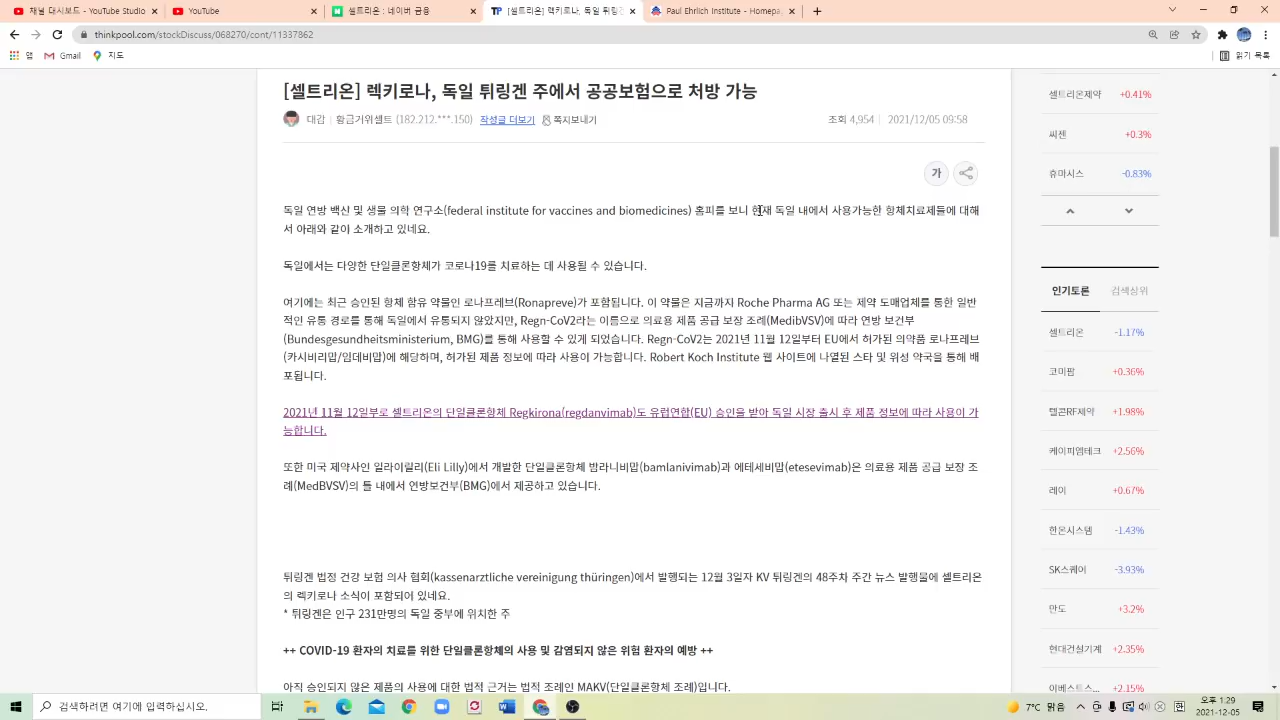 채널 대시보드 - YouTube Studio
YouTube
셀트리온: 네이버 금융
[셀트리온] 렉키로나, 독일 튀링겐
Paul Ehrlich Institute - Homepa
thinkpool.com/stockDiscuss/068270/cont/11337862
앱
Gmail
지도
읽기 목록
[셀트리온] 렉키로나, 독일 튀링겐 주에서 공공보험으로 처방 가능
대감 | 황금거위셀트 (182.212.***.150) 작성글 더보기 쪽지보내기
조회 4,954 | 2021/12/05 09:58
가
독일 연방 백신 및 생물 의학 연구소(federal institute for vaccines and biomedicines) 홈피를 보니 현재 독일 내에서 사용가능한 항체치료제들에 대해
서 아래와 같이 소개하고 있네요.
독일에서는 다양한 단일클론항체가 코로나19를 치료하는 데 사용될 수 있습니다.
여기에는 최근 승인된 항체 함유 약물인 로나프레브(Ronapreve)가 포함됩니다. 이 약물은 지금까지 Roche Pharma AG 또는 제약 도매업체를 통한 일반
적인 유통 경로를 통해 독일에서 유통되지 않았지만, Regn-CoV2라는 이름으로 의료용 제품 공급 보장 조례(MedibVSV)에 따라 연방 보건부
(Bundesgesundheitsministerium, BMG)를 통해 사용할 수 있게 되었습니다. Regn-CoV2는 2021년 11월 12일부터 EU에서 허가된 의약품 로나프레브
(카시비리맙/임데비맙)에 해당하며, 허가된 제품 정보에 따라 사용이 가능합니다. Robert Koch Institute 웹 사이트에 나열된 스타 및 위성 약국을 통해 배
포됩니다.
2021년 11월 12일부로 셀트리온의 단일클론항체 Regkirona(regdanvimab)도 유럽연합(EU) 승인을 받아 독일 시장 출시 후 제품 정보에 따라 사용이 가
능합니다.
또한 미국 제약사인 일라이릴리(Eli Lilly)에서 개발한 단일클론항체 밤라니비맙(bamlanivimab)과 에테세비맙(etesevimab)은 의료용 제품 공급 보장 조
례(MedBVSV)의 틀 내에서 연방보건부(BMG)에서 제공하고 있습니다.
튀링겐 법정 건강 보험 의사 협회(kassenarztliche vereinigung thüringen)에서 발행되는 12월 3일자 KV 튀링겐의 48주차 주간 뉴스 발행물에 셀트리온
의 렉키로나 소식이 포함되어 있네요.
* 튀링겐은 인구 231만명의 독일 중부에 위치한 주
++ COVID-19 환자의 치료를 위한 단일클론항체의 사용 및 감염되지 않은 위험 환자의 예방 ++
아직 승인되지 않은 제품의 사용에 대한 법적 근거는 법적 조례인 MAKV(단일클론항체 조례)입니다.
셀트리온제약 +0.41%
씨젠 +0.3%
휴마시스 -0.83%
인기토론 검색상위
셀트리온 -1.17%
코미팜 +0.36%
텔콘RF제약 +1.98%
케이피엠테크 +2.56%
레이 +0.67%
한온시스템 -1.43%
SK스퀘어 -3.93%
만도 +3.2%
현대건설기계 +2.35%
이베스트스... +2.15%
검색하려면 여기에 입력하십시오.
7°C 맑음
오후 1:29
2021-12-05